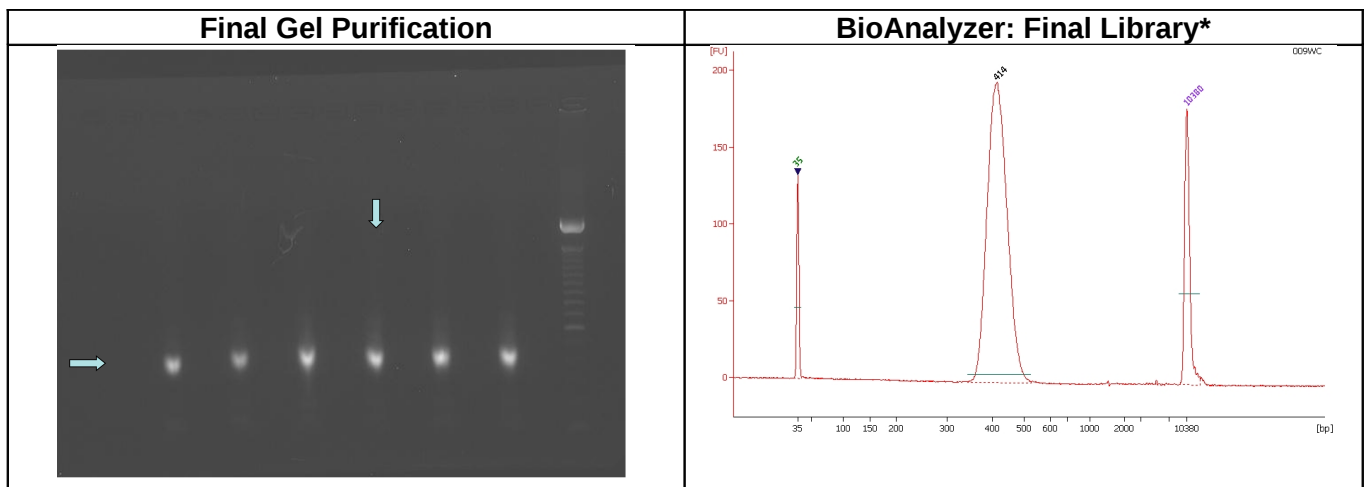 Final Gel Purification
BioAnalyzer: Final Library*
[FU]
009WC
200
150
100
50
0
35
414
10380
35 100 150 200 300 400 500 600 1000 2000 10380 [bp]